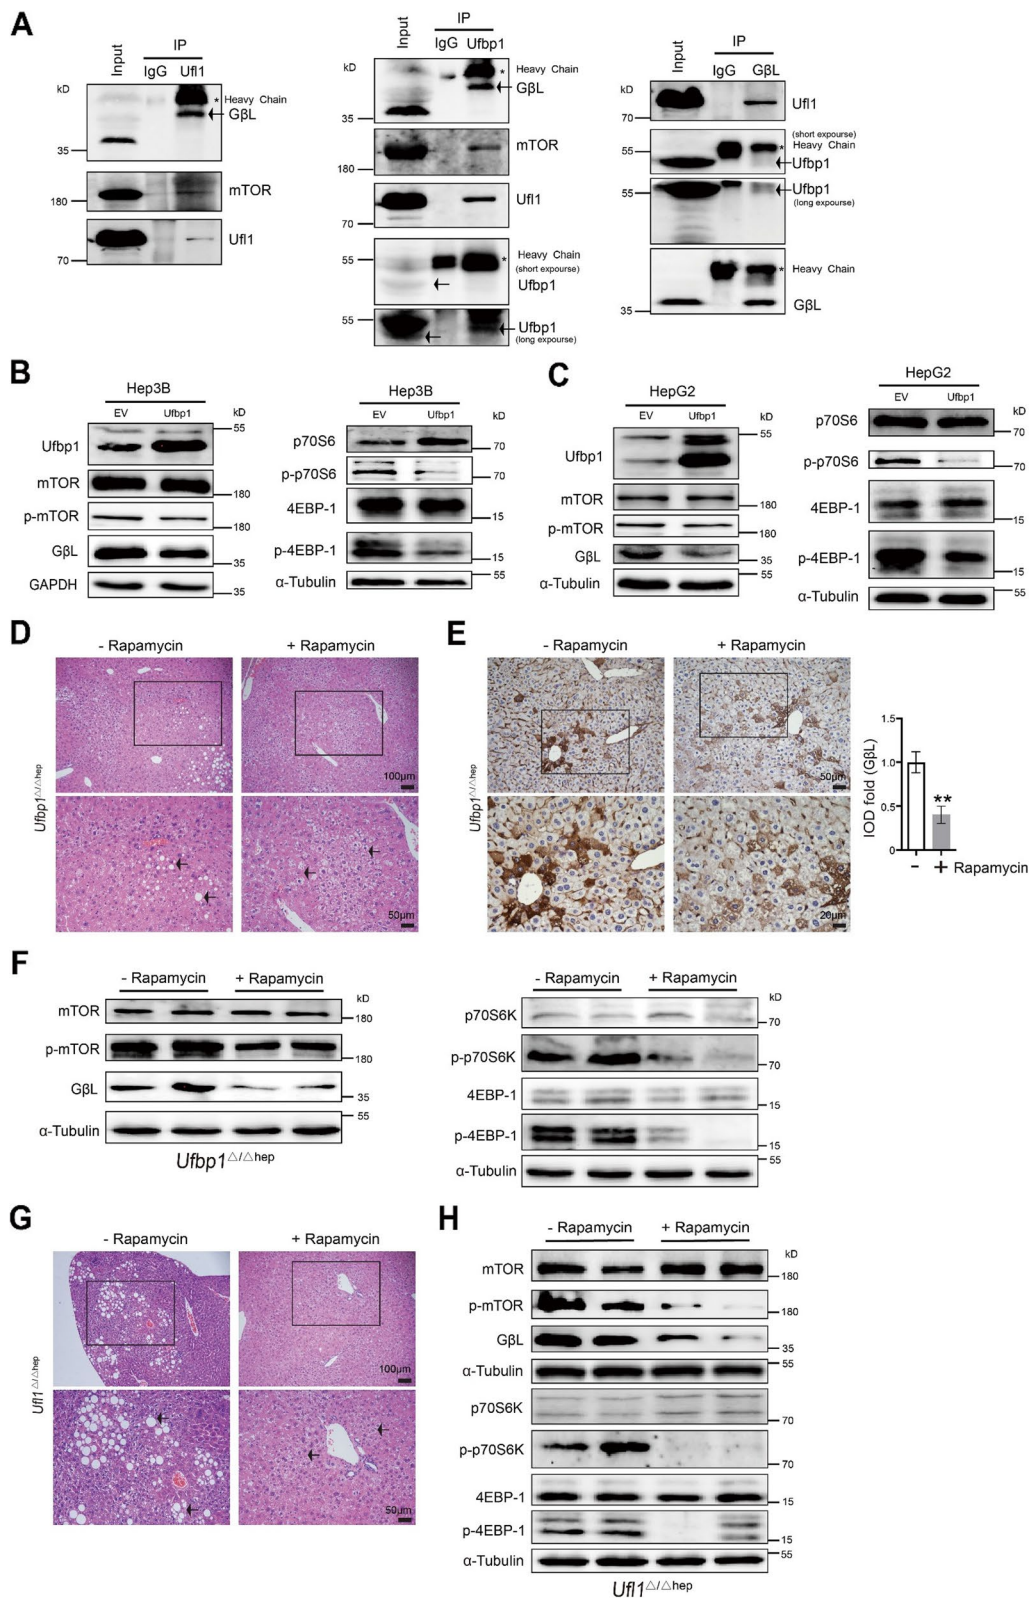 A
Input
IP
IgG
Ufl1
kD
* Heavy Chain
GβL
35
mTOR
180
Ufl1
70
Input
IP
IgG
Ufbp1
kD
* Heavy Chain
GβL
35
mTOR
180
Ufl1
70
55
* Heavy Chain
(short expourse)
Ufbp1
55
Ufbp1
(long expourse)
Input
IP
IgG
GβL
kD
Ufl1
70
(short expourse)
55
* Heavy Chain
Ufbp1
55
Ufbp1
(long expourse)
* Heavy Chain
35
GβL
B
Hep3B
EV Ufbp1 kD
Ufbp1 55
mTOR 180
p-mTOR 180
GβL 35
GAPDH 35
Hep3B
EV Ufbp1 kD
p70S6 70
p-p70S6 70
4EBP-1 15
p-4EBP-1 15
α-Tubulin 55
C
HepG2
EV Ufbp1 kD
Ufbp1 55
mTOR 180
p-mTOR 180
GβL 35
α-Tubulin 55
HepG2
EV Ufbp1 kD
p70S6 70
p-p70S6 70
4EBP-1 15
p-4EBP-1 15
α-Tubulin 55
D
- Rapamycin + Rapamycin
Ufbp1△/△hep
100μm
50μm
E
- Rapamycin + Rapamycin
Ufbp1△/△hep
50μm
20μm
IOD fold (GβL)
1.5
1.0
0.5
0
**
- + Rapamycin
F
- Rapamycin + Rapamycin
kD
mTOR 180
p-mTOR 180
GβL 35
α-Tubulin 55
Ufbp1△/△hep
- Rapamycin + Rapamycin
kD
p70S6K 70
p-p70S6K 70
4EBP-1 15
p-4EBP-1 15
α-Tubulin 55
G
- Rapamycin + Rapamycin
Ufl1△/△hep
100μm
50μm
H
- Rapamycin + Rapamycin
kD
mTOR 180
p-mTOR 180
GβL 35
α-Tubulin 55
p70S6K 70
p-p70S6K 70
4EBP-1 15
p-4EBP-1 15
α-Tubulin 55
Ufl1△/△hep